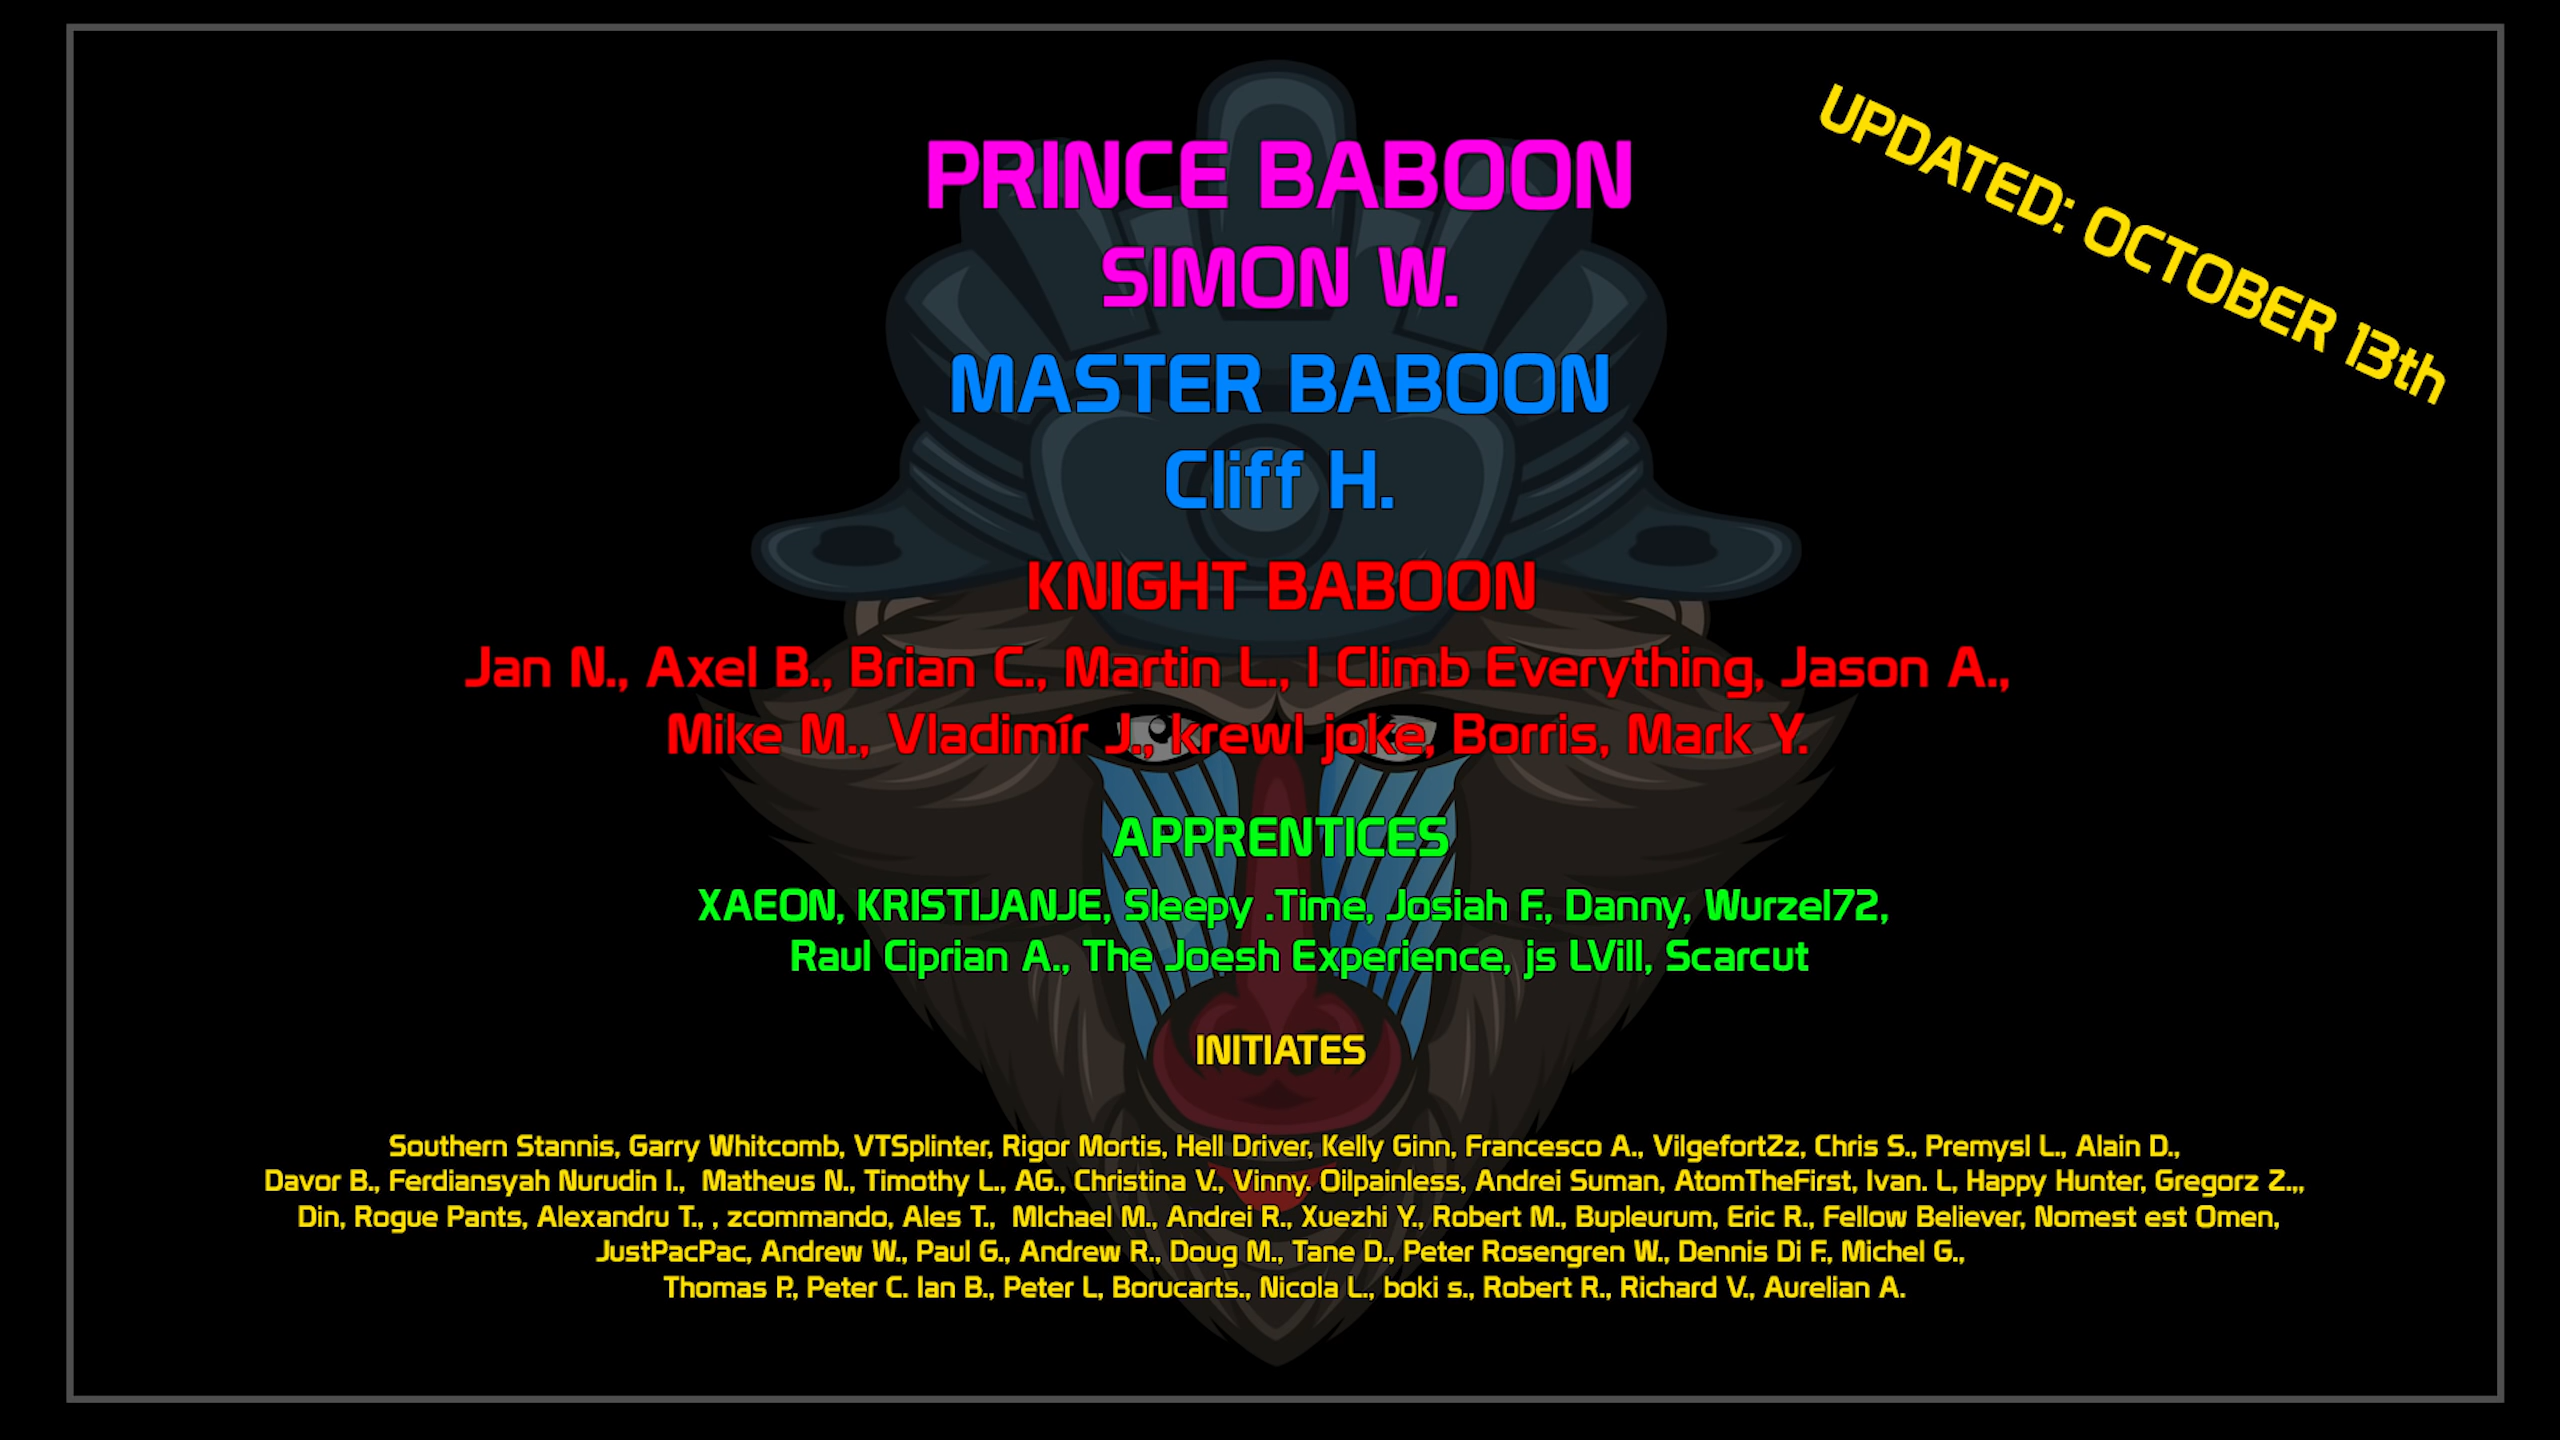 UPDATED: OCTOBER 13th
PRINCE BABOON
SIMON W.
MASTER BABOON
Cliff H.
KNIGHT BABOON
Jan N., Axel B., Brian C., Martin L., I Climb Everything, Jason A.,
Mike M., Vladimír J., krewl joke, Borris, Mark Y.
APPRENTICES
XAEON, KRISTIJANJE, Sleepy .Time, Josiah F., Danny, Wurzel72,
Raul Ciprian A., The Joesh Experience, js LVill, Scarcut
INITIATES
Southern Stannis, Garry Whitcomb, VTSplinter, Rigor Mortis, Hell Driver, Kelly Ginn, Francesco A., VilgefortZz, Chris S., Premysl L., Alain D.,
Davor B., Ferdiansyah Nurudin I.,  Matheus N., Timothy L., AG., Christina V., Vinny. Oilpainless, Andrei Suman, AtomTheFirst, Ivan. L, Happy Hunter, Gregorz Z.,,
Din, Rogue Pants, Alexandru T., , zcommando, Ales T.,  MIchael M., Andrei R., Xuezhi Y., Robert M., Bupleurum, Eric R., Fellow Believer, Nomest est Omen,
JustPacPac, Andrew W., Paul G., Andrew R., Doug M., Tane D., Peter Rosengren W., Dennis Di F., Michel G.,
Thomas P., Peter C. Ian B., Peter L, Borucarts., Nicola L., boki s., Robert R., Richard V., Aurelian A.